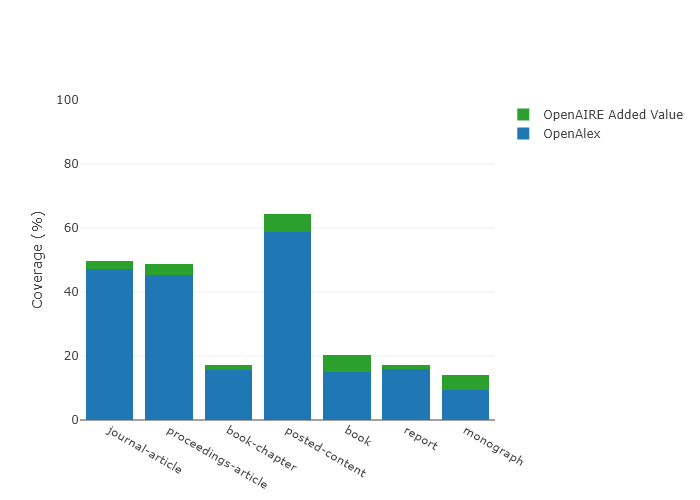 100
80
60
40
20
0
Coverage (%)
journal-article
proceedings-article
book-chapter
posted-content
book
report
monograph
OpenAIRE Added Value
OpenAlex